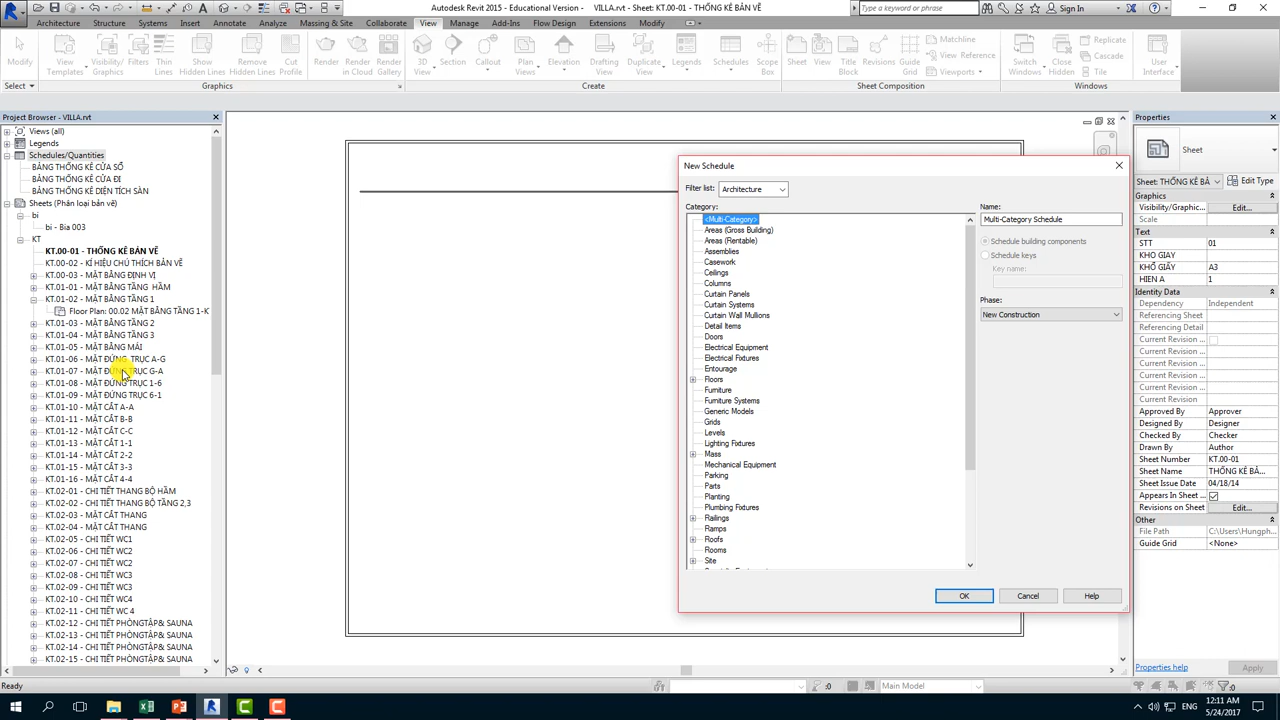 Autodesk Revit 2015 - Educational Version - VILLA.rvt - Sheet: KT.00-01 - THỐNG KÊ BẢN VẼ
Type a keyword or phrase
Sign In
Architecture Structure Systems Insert Annotate Analyze Massing & Site Collaborate View Manage Add-Ins Flow Design Extensions Modify
Modify
View Templates
Visibility/ Graphics
Filters
Thin Lines
Show Hidden Lines
Remove Hidden Lines
Cut Profile
Render
Render in Cloud
Render Gallery
3D View
Section
Callout
Plan Views
Elevation
Drafting View
Duplicate View
Legends
Schedules
Scope Box
Sheet
View
Title Block
Revisions
Guide Grid
Matchline
View Reference
Viewports
Switch Windows
Close Hidden
Replicate
Cascade
Tile
User Interface
Select Graphics Create Sheet Composition Windows
Project Browser - VILLA.rvt
Views (all)
Legends
Schedules/Quantities
BẢNG THỐNG KÊ CỬA SỔ
BẢNG THỐNG KÊ CỬA ĐI
BẢNG THỐNG KÊ DIỆN TÍCH SÀN
Sheets (Phân loại bản vẽ)
bi
bi - Bia 003
KT
KT.00-01 - THỐNG KÊ BẢN VẼ
KT.00-02 - KÍ HIỆU CHÚ THÍCH BẢN VẼ
KT.00-03 - MẶT BẰNG ĐỊNH VỊ
KT.01-01 - MẶT BẰNG TẦNG HẦM
KT.01-02 - MẶT BẰNG TẦNG 1
Floor Plan: 00.02 MẶT BẰNG TẦNG 1-K
KT.01-03 - MẶT BẰNG TẦNG 2
KT.01-04 - MẶT BẰNG TẦNG 3
KT.01-05 - MẶT BẰNG MÁI
KT.01-06 - MẶT ĐỨNG TRỤC A-G
KT.01-07 - MẶT ĐỨNG TRỤC G-A
KT.01-08 - MẶT ĐỨNG TRỤC 1-6
KT.01-09 - MẶT ĐỨNG TRỤC 6-1
KT.01-10 - MẶT CẮT A-A
KT.01-11 - MẶT CẮT B-B
KT.01-12 - MẶT CẮT C-C
KT.01-13 - MẶT CẮT 1-1
KT.01-14 - MẶT CẮT 2-2
KT.01-15 - MẶT CẮT 3-3
KT.01-16 - MẶT CẮT 4-4
KT.02-01 - CHI TIẾT THANG BỘ HẦM
KT.02-02 - CHI TIẾT THANG BỘ TẦNG 2,3
KT.02-03 - MẶT CẮT THANG
KT.02-04 - MẶT CẮT THANG
KT.02-05 - CHI TIẾT WC1
KT.02-06 - CHI TIẾT WC2
KT.02-07 - CHI TIẾT WC2
KT.02-08 - CHI TIẾT WC3
KT.02-09 - CHI TIẾT WC3
KT.02-10 - CHI TIẾT WC4
KT.02-11 - CHI TIẾT WC 4
KT.02-12 - CHI TIẾT PHÒNGTẬP& SAUNA
KT.02-13 - CHI TIẾT PHÒNGTẬP& SAUNA
KT.02-14 - CHI TIẾT PHÒNGTẬP& SAUNA
KT.02-15 - CHI TIẾT PHÒNGTẬP& SAUNA
New Schedule
Filter list: Architecture
Category:
<Multi-Category>
Areas (Gross Building)
Areas (Rentable)
Assemblies
Casework
Ceilings
Columns
Curtain Panels
Curtain Systems
Curtain Wall Mullions
Detail Items
Doors
Electrical Equipment
Electrical Fixtures
Entourage
Floors
Furniture
Furniture Systems
Generic Models
Grids
Levels
Lighting Fixtures
Mass
Mechanical Equipment
Parking
Parts
Planting
Plumbing Fixtures
Railings
Ramps
Roofs
Rooms
Site
Name:
Multi-Category Schedule
Schedule building components
Schedule keys
Key name:
Phase:
New Construction
OK Cancel Help
Properties
Sheet
Sheet: THỐNG KÊ BẢ Edit Type
Graphics
Visibility/Graphic... Edit...
Scale
Text
STT 01
KHO GIAY
KHỔ GIẤY A3
HIEN A 1
Identity Data
Dependency Independent
Referencing Sheet
Referencing Detail
Current Revision
Current Revision ...
Current Revision ...
Current Revision ...
Current Revision ...
Approved By Approver
Designed By Designer
Checked By Checker
Drawn By Author
Sheet Number KT.00-01
Sheet Name THỐNG KÊ BẢ...
Sheet Issue Date 04/18/14
Appears In Sheet ...
Revisions on Sheet Edit...
Other
File Path C:\Users\Hungph...
Guide Grid <None>
Properties help Apply
Ready
:0 Main Model :0
ENG
12:11 AM
5/24/2017